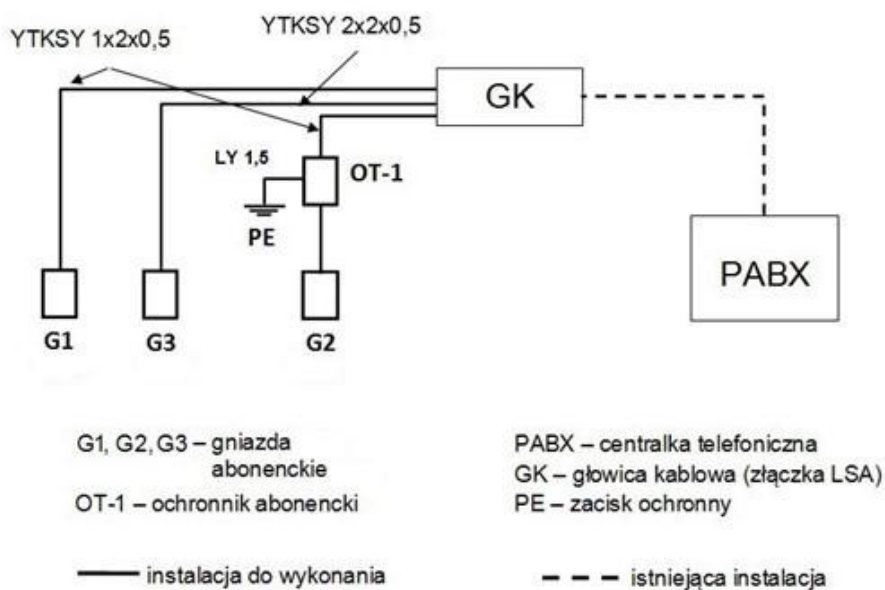 YTKSY 1x2x0,5
YTKSY 2x2x0,5
GK
LY 1,5
OT-1
PE
PABX
G1
G3
G2
G1, G2, G3 – gniazda
abonenckie
OT-1 – ochronnik abonencki
PABX – centralka telefoniczna
GK – głowica kablowa (złączka LSA)
PE – zacisk ochronny
instalacja do wykonania
istniejąca instalacja